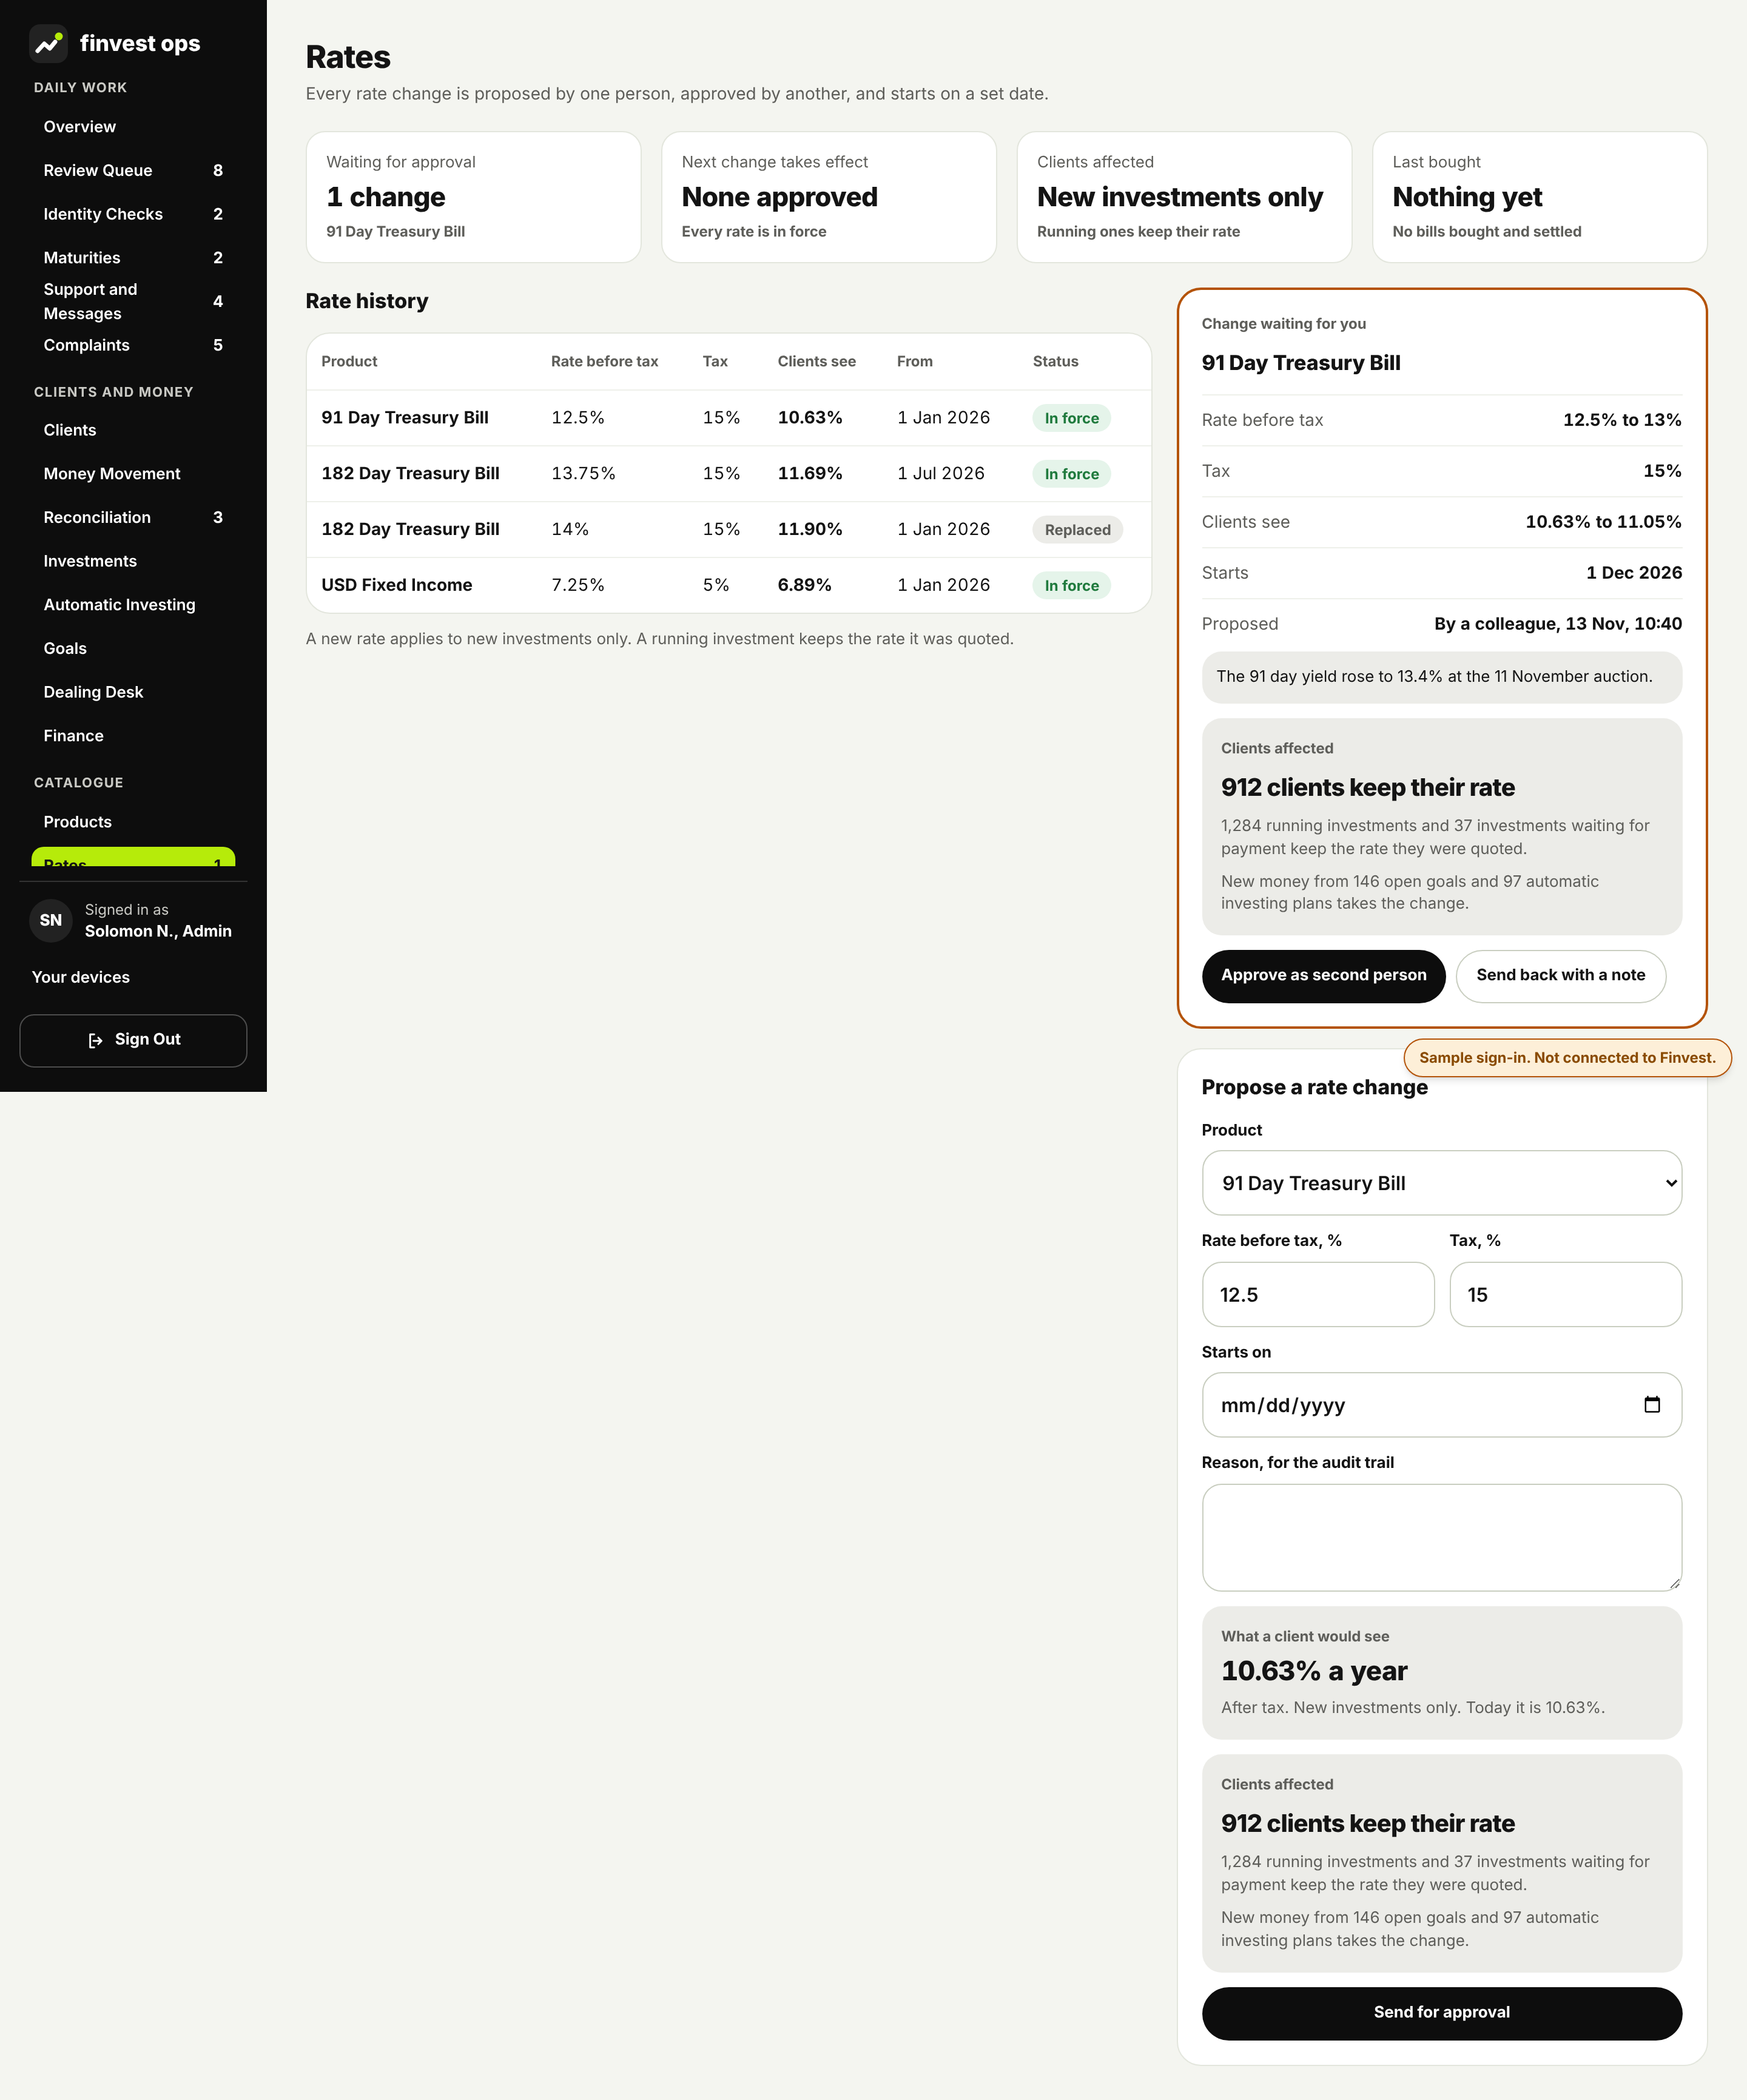 finvest ops
DAILY WORK
Overview
Review Queue 8
Identity Checks 2
Maturities 2
Support and
Messages 4
Complaints 5
CLIENTS AND MONEY
Clients
Money Movement
Reconciliation 3
Investments
Automatic Investing
Goals
Dealing Desk
Finance
CATALOGUE
Products
Rates 1
SN
Signed in as
Solomon N., Admin
Your devices
Sign Out
Rates
Every rate change is proposed by one person, approved by another, and starts on a set date.
Waiting for approval
1 change
91 Day Treasury Bill
Next change takes effect
None approved
Every rate is in force
Clients affected
New investments only
Running ones keep their rate
Last bought
Nothing yet
No bills bought and settled
Rate history
Product Rate before tax Tax Clients see From Status
91 Day Treasury Bill 12.5% 15% 10.63% 1 Jan 2026 In force
182 Day Treasury Bill 13.75% 15% 11.69% 1 Jul 2026 In force
182 Day Treasury Bill 14% 15% 11.90% 1 Jan 2026 Replaced
USD Fixed Income 7.25% 5% 6.89% 1 Jan 2026 In force
A new rate applies to new investments only. A running investment keeps the rate it was quoted.
Change waiting for you
91 Day Treasury Bill
Rate before tax 12.5% to 13%
Tax 15%
Clients see 10.63% to 11.05%
Starts 1 Dec 2026
Proposed By a colleague, 13 Nov, 10:40
The 91 day yield rose to 13.4% at the 11 November auction.
Clients affected
912 clients keep their rate
1,284 running investments and 37 investments waiting for
payment keep the rate they were quoted.
New money from 146 open goals and 97 automatic
investing plans takes the change.
Approve as second person
Send back with a note
Sample sign-in. Not connected to Finvest.
Propose a rate change
Product
91 Day Treasury Bill
Rate before tax, % Tax, %
12.5 15
Starts on
mm/dd/yyyy
Reason, for the audit trail
What a client would see
10.63% a year
After tax. New investments only. Today it is 10.63%.
Clients affected
912 clients keep their rate
1,284 running investments and 37 investments waiting for
payment keep the rate they were quoted.
New money from 146 open goals and 97 automatic
investing plans takes the change.
Send for approval